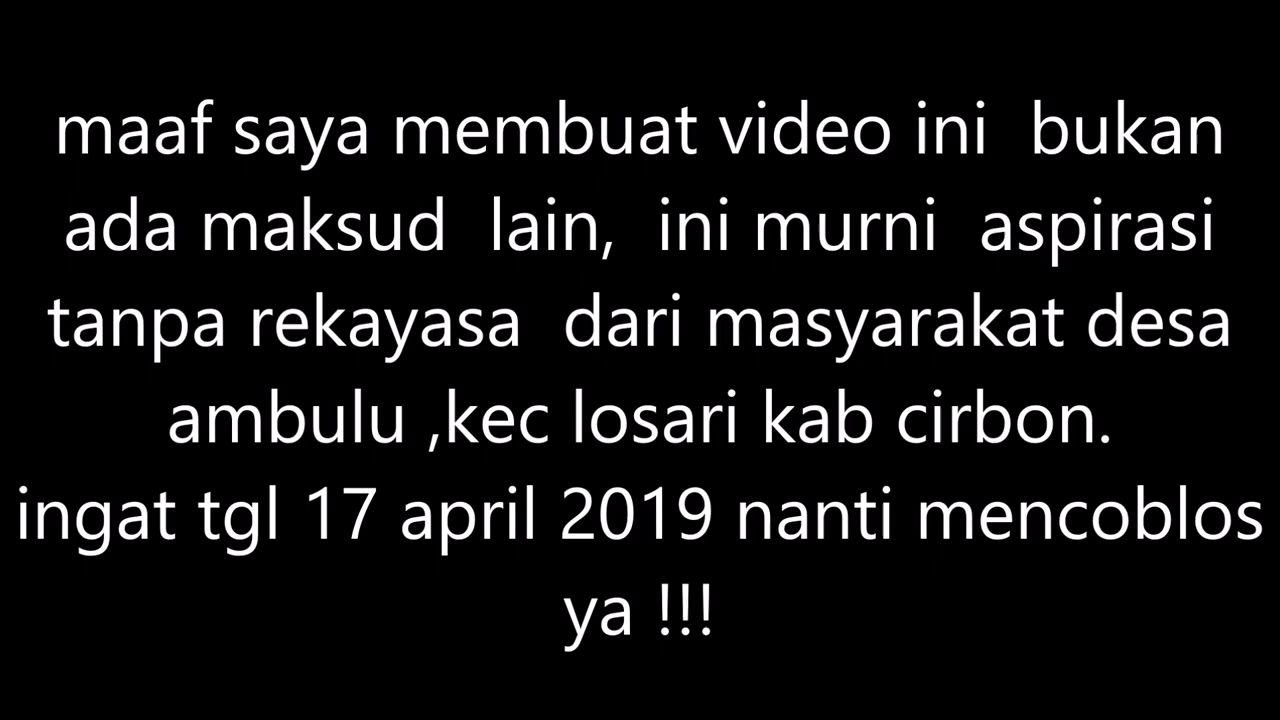 maaf saya membuat video ini  bukan
ada maksud  lain,  ini murni  aspirasi
tanpa rekayasa  dari masyarakat desa
ambulu ,kec losari kab cirbon.
ingat tgl 17 april 2019 nanti mencoblos
ya !!!